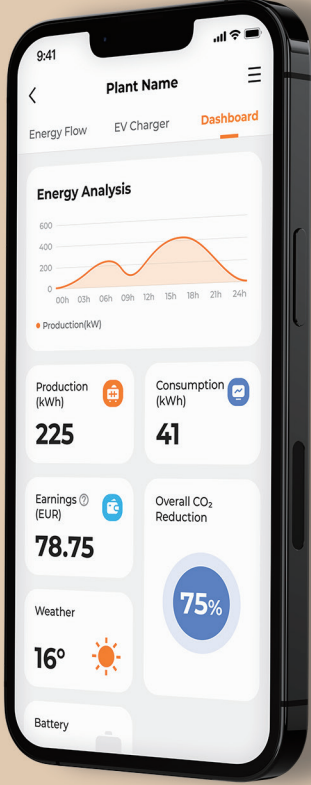 9:41
Plant Name
Energy Flow EV Charger Dashboard
Energy Analysis
600
400
200
0
00h 03h 06h 09h 12h 15h 18h 21h 24h
Production(kW)
Production
(kWh)
225
Consumption
(kWh)
41
Earnings ?
(EUR)
78.75
Overall CO₂
Reduction
75%
Weather
16°
Battery